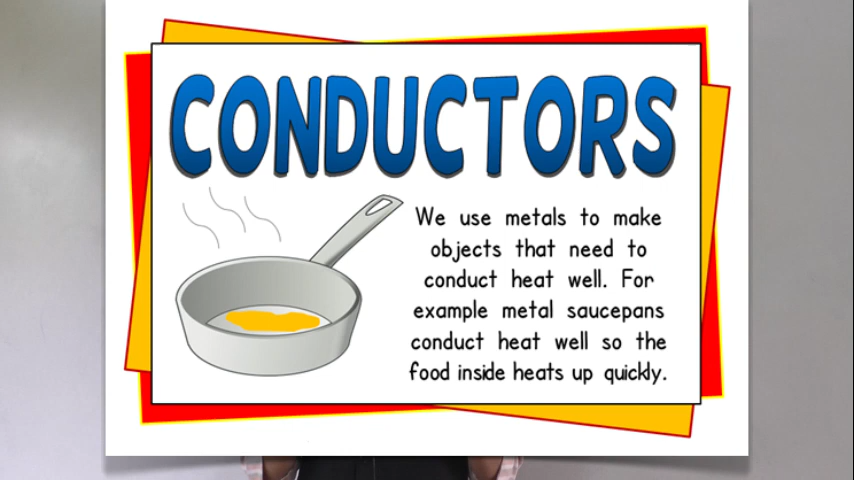 CONDUCTORS
We use metals to make
objects that need to
conduct heat well. For
example metal saucepans
conduct heat well so the
food inside heats up quickly.